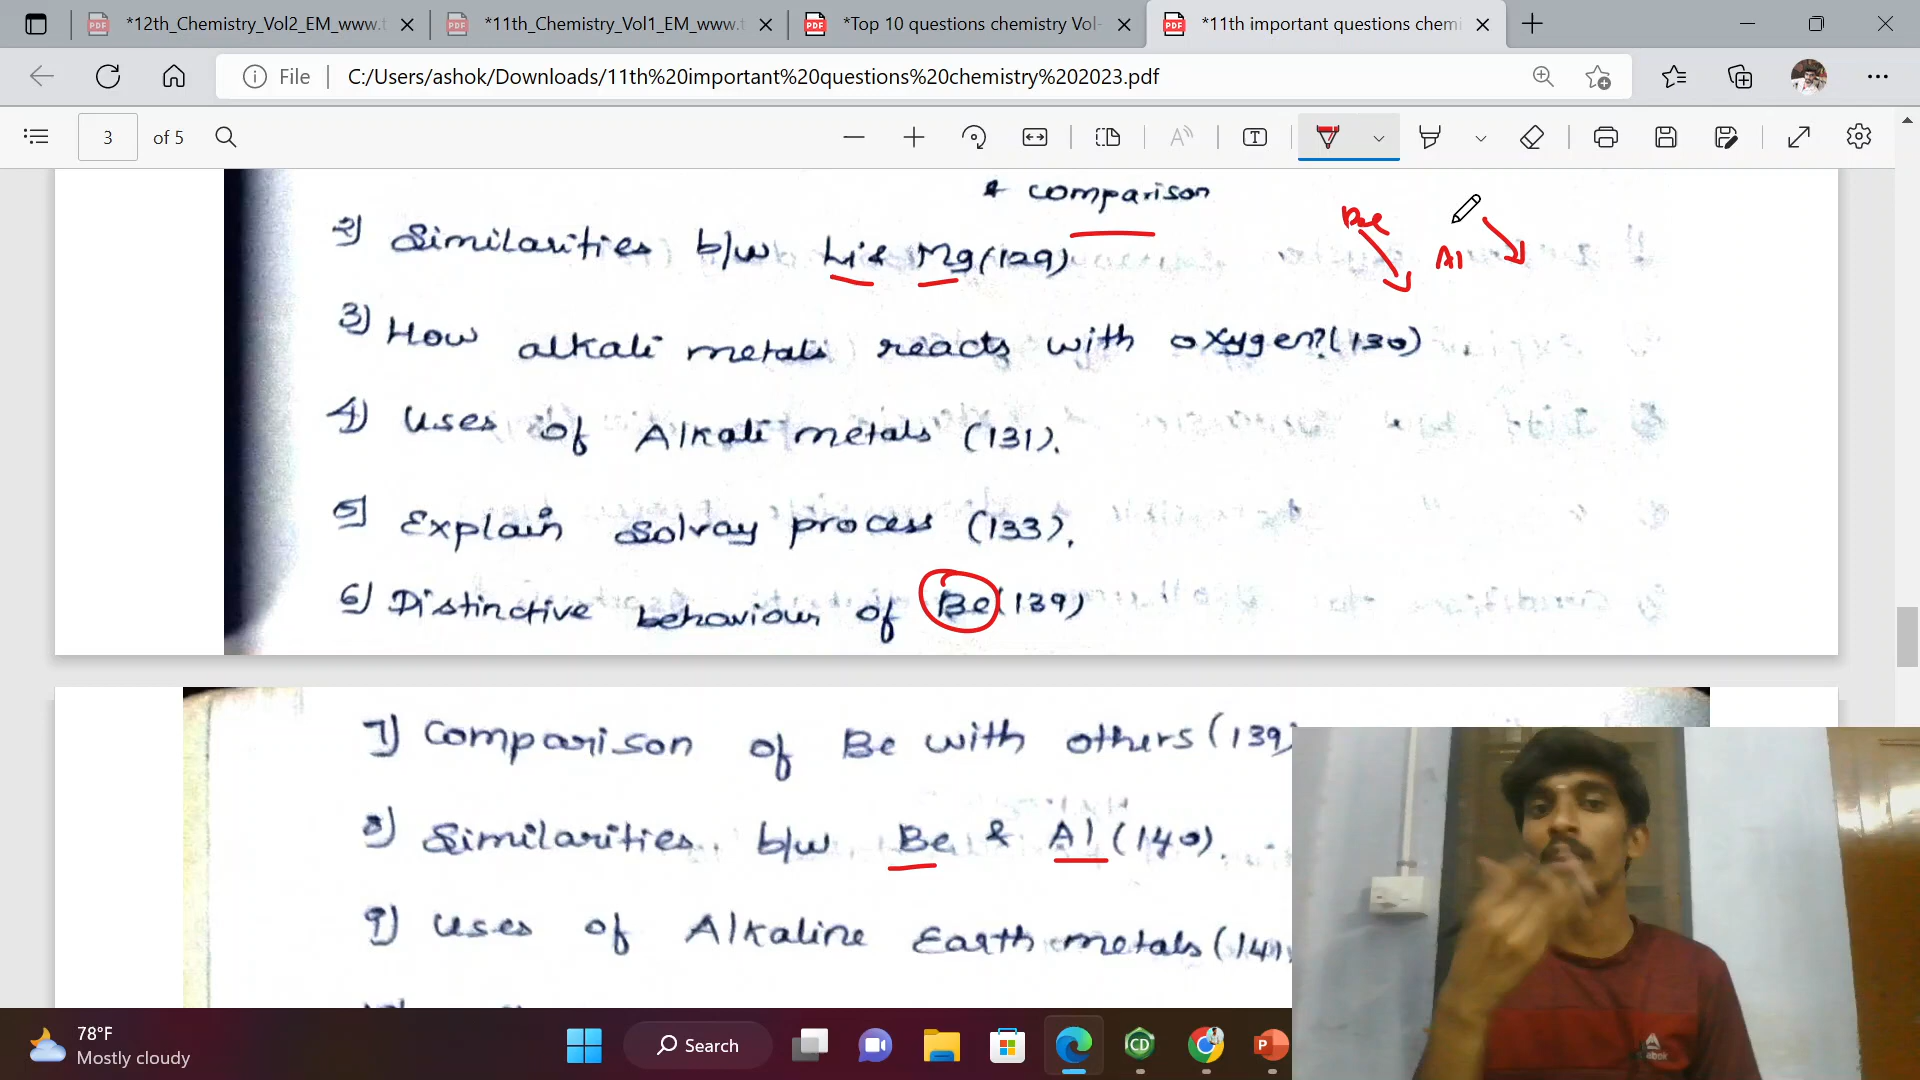 *12th_Chemistry_Vol2_EM_www.t
*11th_Chemistry_Vol1_EM_www.t
*Top 10 questions chemistry Vol-
*11th important questions chemi
File
C:/Users/ashok/Downloads/11th%20important%20questions%20chemistry%202023.pdf
3 of 5
& comparison
2) Similarities b/w Li & Mg (129)
Be
Al
3) How alkali metals reacts with oxygen? (130)
4) Uses of Alkali metals (131).
5) Explain Solvay process (133).
6) Distinctive behaviour of Be (139)
7) Comparison of Be with others (139)
8) Similarities b/w Be & Al (140).
9) Uses of Alkaline Earth metals (141
78°F
Mostly cloudy
Search
CD
P